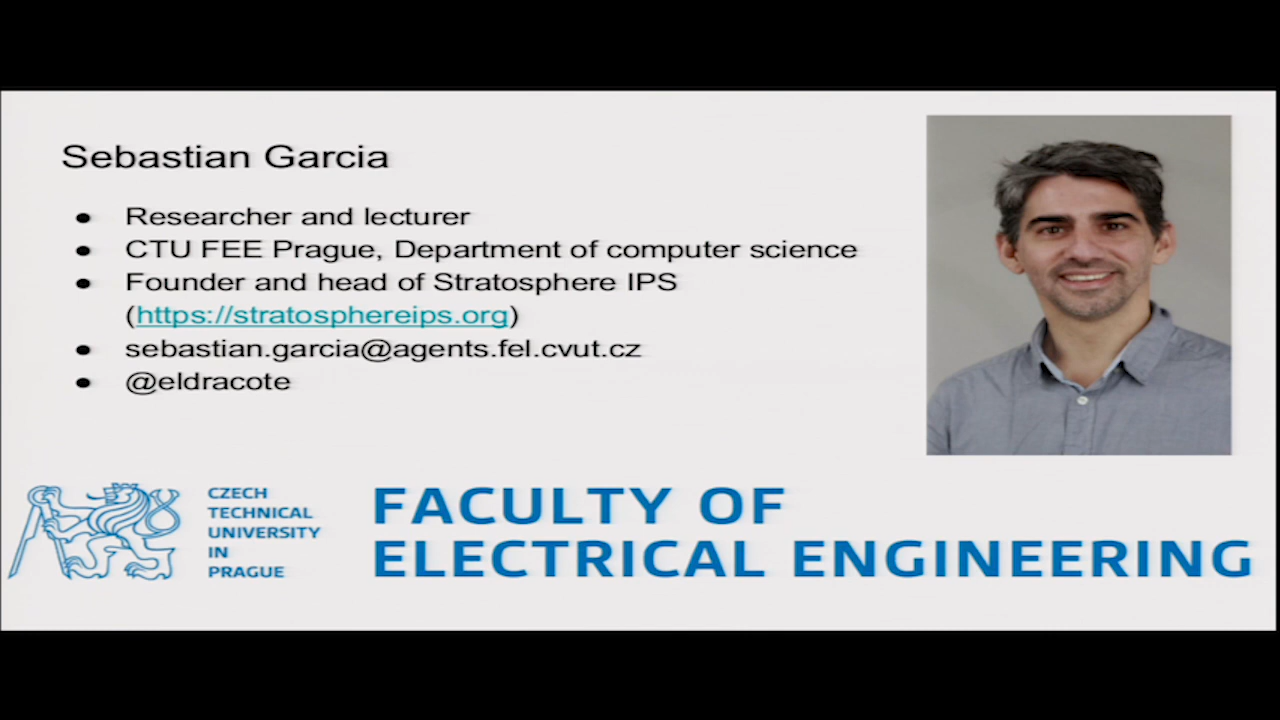 Sebastian Garcia
● Researcher and lecturer
● CTU FEE Prague, Department of computer science
● Founder and head of Stratosphere IPS
(https://stratosphereips.org)
● sebastian.garcia@agents.fel.cvut.cz
● @eldracote
CZECH
TECHNICAL
UNIVERSITY
IN
PRAGUE
FACULTY OF
ELECTRICAL ENGINEERING